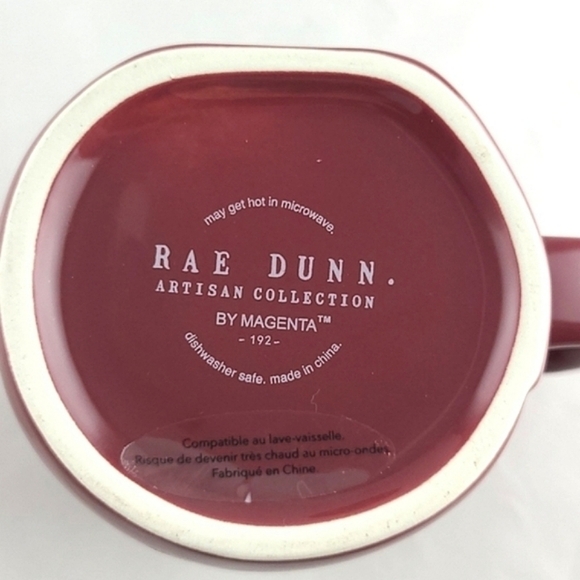 may get hot in microwave.
RAE DUNN.
ARTISAN COLLECTION
BY MAGENTA™
- 192 -
dishwasher safe. made in china.
Compatible au lave-vaisselle.
Risque de devenir très chaud au micro-ondes
Fabriqué en Chine.